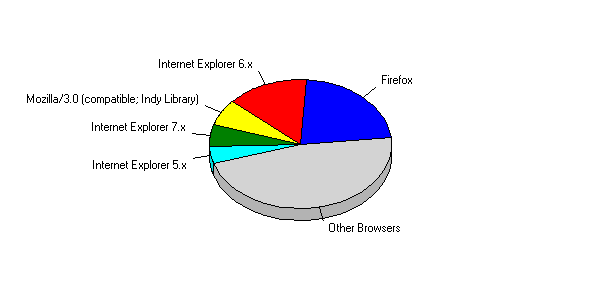 Internet Explorer 6.x
Firefox
Mozilla/3.0 (compatible; Indy Library)
Internet Explorer 7.x
Internet Explorer 5.x
Other Browsers